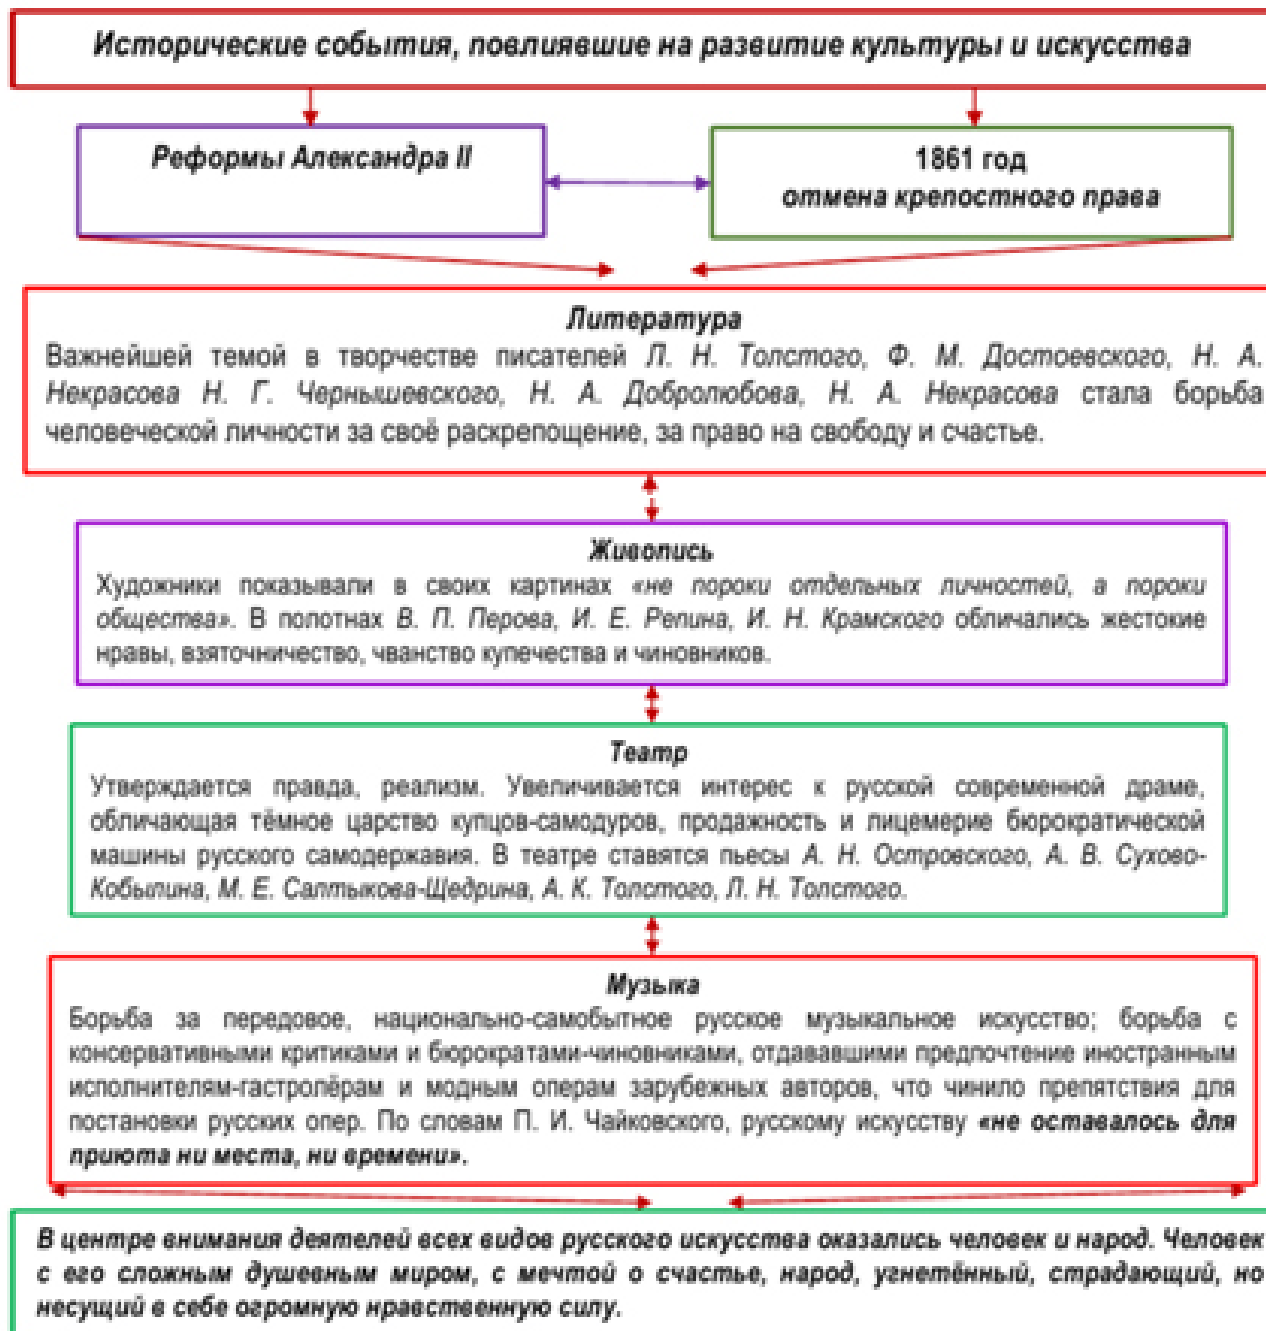 Исторические события, повлиявшие на развитие культуры и искусства
Реформы Александра II
1861 год
отмена крепостного права
Литература
Важнейшей темой в творчестве писателей Л. Н. Толстого, Ф. М. Достоевского, Н. А.
Некрасова Н. Г. Чернышевского, Н. А. Добролюбова, Н. А. Некрасова стала борьба
человеческой личности за своё раскрепощение, за право на свободу и счастье.
Живопись
Художники показывали в своих картинах «не пороки отдельных личностей, а пороки
общества». В полотнах В. П. Перова, И. Е. Репина, И. Н. Крамского обличались жестокие
нравы, взяточничество, чванство купечества и чиновников.
Театр
Утверждается правда, реализм. Увеличивается интерес к русской современной драме,
обличающая тёмное царство купцов-самодуров, продажность и лицемерие бюрократической
машины русского самодержавия. В театре ставятся пьесы А. Н. Островского, А. В. Сухово-
Кобылина, М. Е. Салтыкова-Щедрина, А. К. Толстого, Л. Н. Толстого.
Музыка
Борьба за передовое, национально-самобытное русское музыкальное искусство; борьба с
консервативными критиками и бюрократами-чиновниками, отдававшими предпочтение иностранным
исполнителям-гастролёрам и модным операм зарубежных авторов, что чинило препятствия для
постановки русских опер. По словам П. И. Чайковского, русскому искусству «не оставалось для
приюта ни места, ни времени».
В центре внимания деятелей всех видов русского искусства оказались человек и народ. Человек
с его сложным душевным миром, с мечтой о счастье, народ, угнетённый, страдающий, но
несущий в себе огромную нравственную силу.